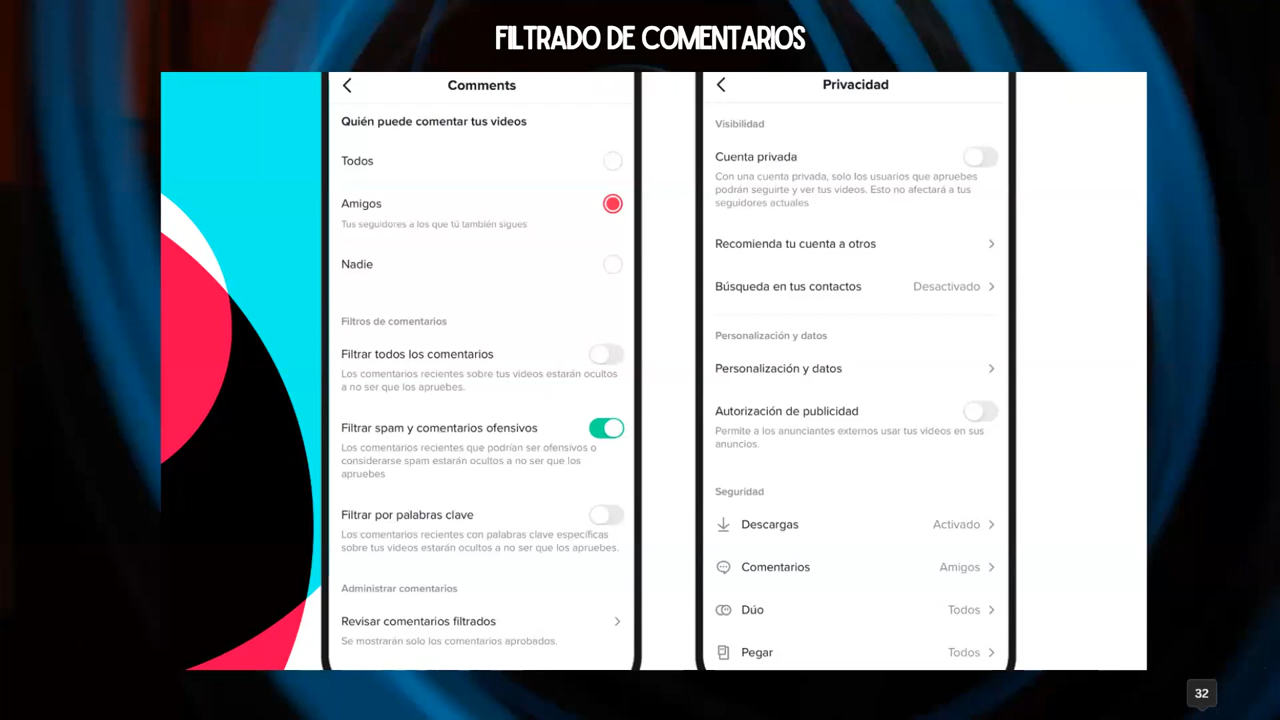 FILTRADO DE COMENTARIOS
Comments
Quién puede comentar tus videos
Todos
Amigos
Tus seguidores a los que tú también sigues
Nadie
Filtros de comentarios
Filtrar todos los comentarios
Los comentarios recientes sobre tus videos estarán ocultos
a no ser que los apruebes.
Filtrar spam y comentarios ofensivos
Los comentarios recientes que podrían ser ofensivos o
considerarse spam estarán ocultos a no ser que los
apruebes
Filtrar por palabras clave
Los comentarios recientes con palabras clave específicas
sobre tus videos estarán ocultos a no ser que los apruebes.
Administrar comentarios
Revisar comentarios filtrados
Se mostrarán solo los comentarios aprobados.
Privacidad
Visibilidad
Cuenta privada
Con una cuenta privada, solo los usuarios que apruebes
podrán seguirte y ver tus videos. Esto no afectará a tus
seguidores actuales
Recomienda tu cuenta a otros
Búsqueda en tus contactos Desactivado
Personalización y datos
Personalización y datos
Autorización de publicidad
Permite a los anunciantes externos usar tus videos en sus
anuncios.
Seguridad
Descargas Activado
Comentarios Amigos
Dúo Todos
Pegar Todos
32